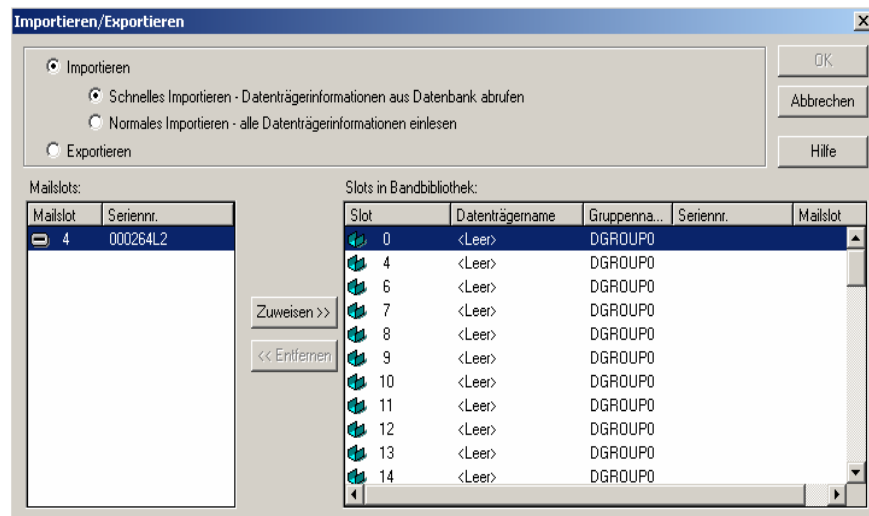 Importieren/Exportieren
Importieren
Schnelles Importieren - Datenträgerinformationen aus Datenbank abrufen
Normales Importieren - alle Datenträgerinformationen einlesen
Exportieren
OK
Abbrechen
Hilfe
Mailslots:
Mailslot Seriennr.
4 000264L2
Zuweisen >>
<< Entfernen
Slots in Bandbibliothek:
Slot Datenträgername Gruppenna... Seriennr. Mailslot
0 <Leer> DGROUP0
4 <Leer> DGROUP0
6 <Leer> DGROUP0
7 <Leer> DGROUP0
8 <Leer> DGROUP0
9 <Leer> DGROUP0
10 <Leer> DGROUP0
11 <Leer> DGROUP0
12 <Leer> DGROUP0
13 <Leer> DGROUP0
14 <Leer> DGROUP0